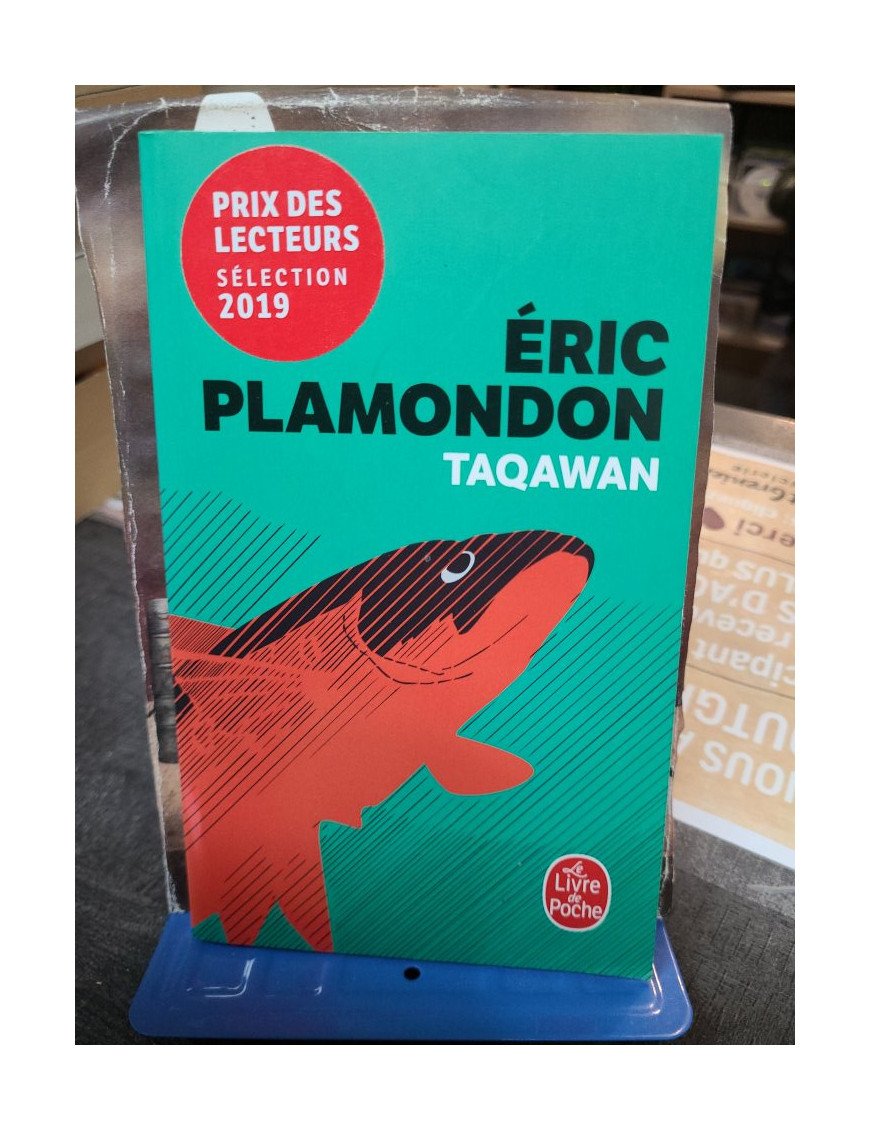 PRIX DES
LECTEURS
SÉLECTION
2019
ÉRIC
PLAMONDON
TAQAWAN
Le
Livre
de
Poche